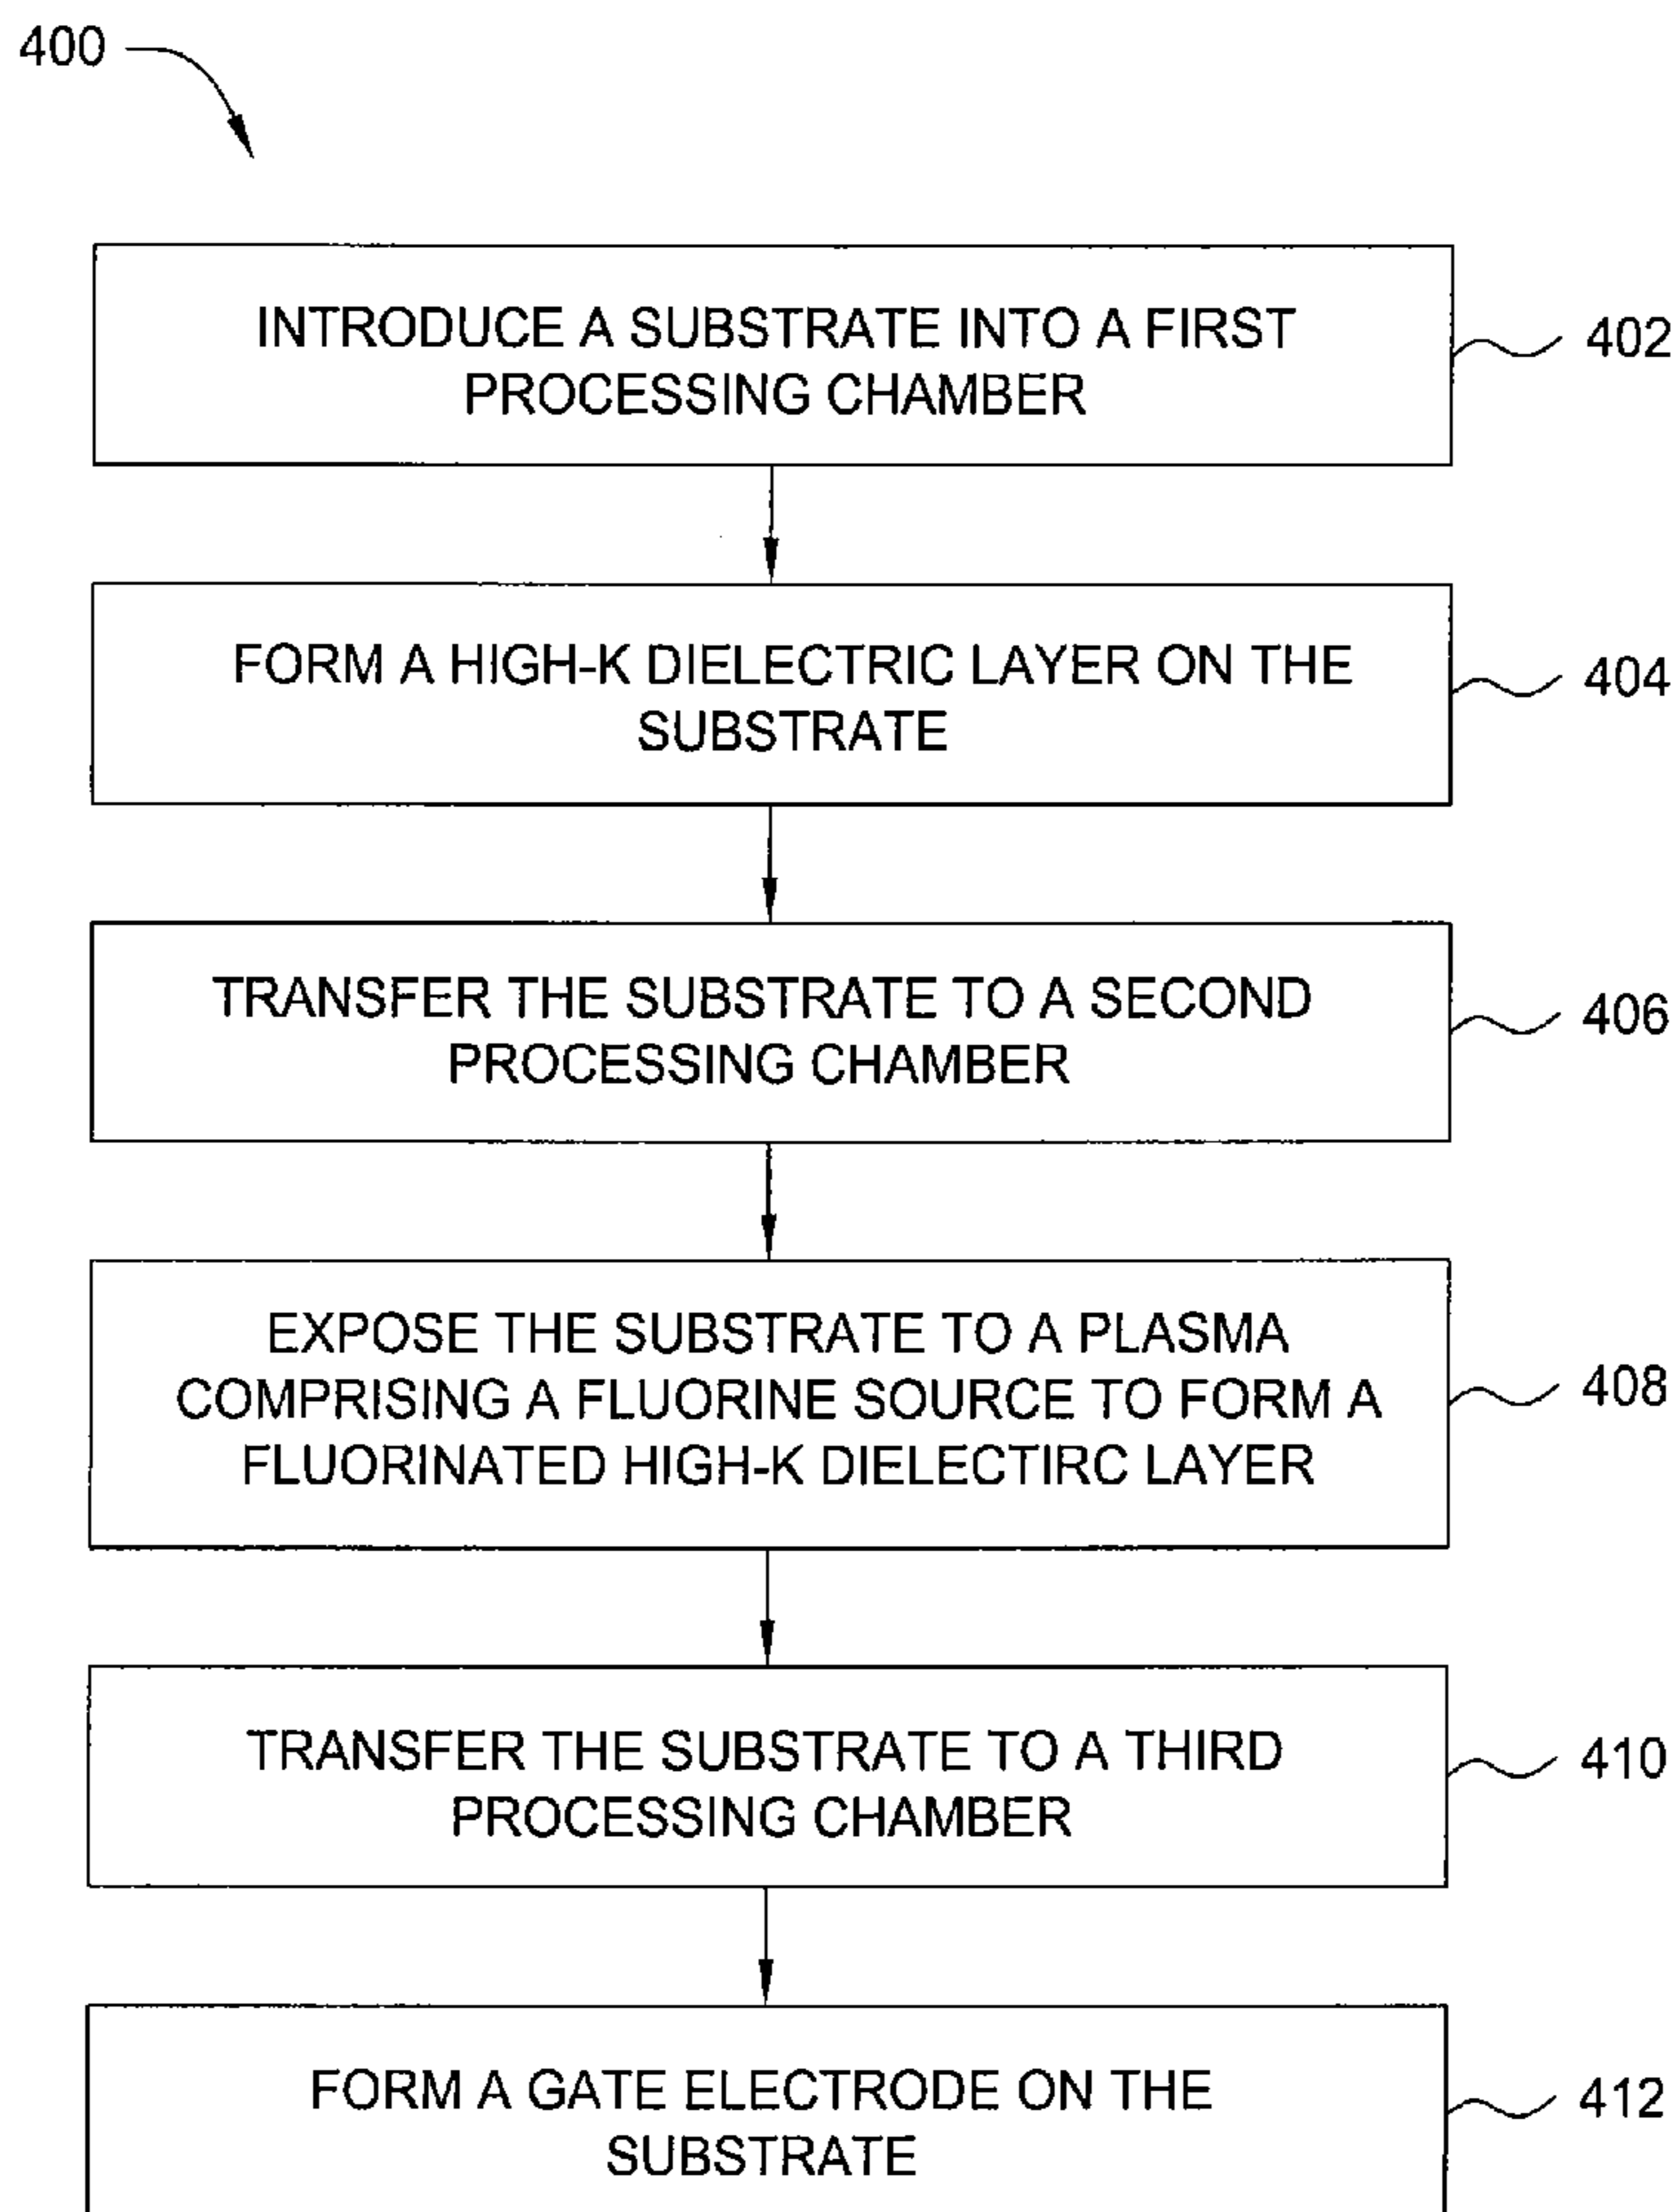 400
INTRODUCE A SUBSTRATE INTO A FIRST
PROCESSING CHAMBER
402
FORM A HIGH-K DIELECTRIC LAYER ON THE
SUBSTRATE
404
TRANSFER THE SUBSTRATE TO A SECOND
PROCESSING CHAMBER
406
EXPOSE THE SUBSTRATE TO A PLASMA
COMPRISING A FLUORINE SOURCE TO FORM A
FLUORINATED HIGH-K DIELECTIRC LAYER
408
TRANSFER THE SUBSTRATE TO A THIRD
PROCESSING CHAMBER
410
FORM A GATE ELECTRODE ON THE
SUBSTRATE
412